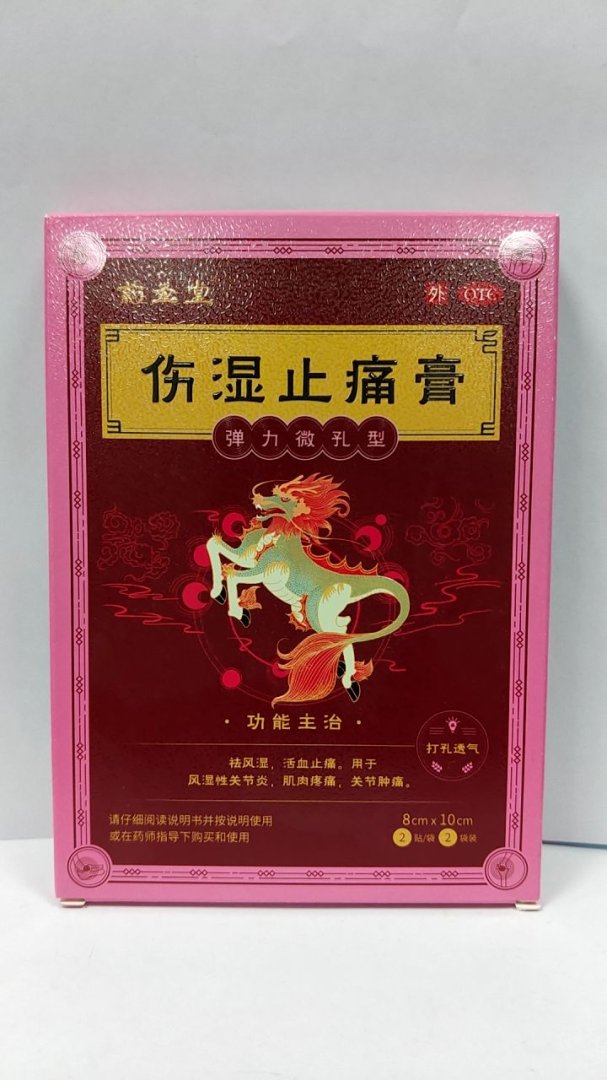 药圣堂
外 OTC
伤湿止痛膏
弹力微孔型
·功能主治·
祛风湿，活血止痛。用于
风湿性关节炎，肌肉疼痛，关节肿痛。
打孔透气
请仔细阅读说明书并按说明使用
或在药师指导下购买和使用
8cm x 10cm
2 贴/袋 2 袋装